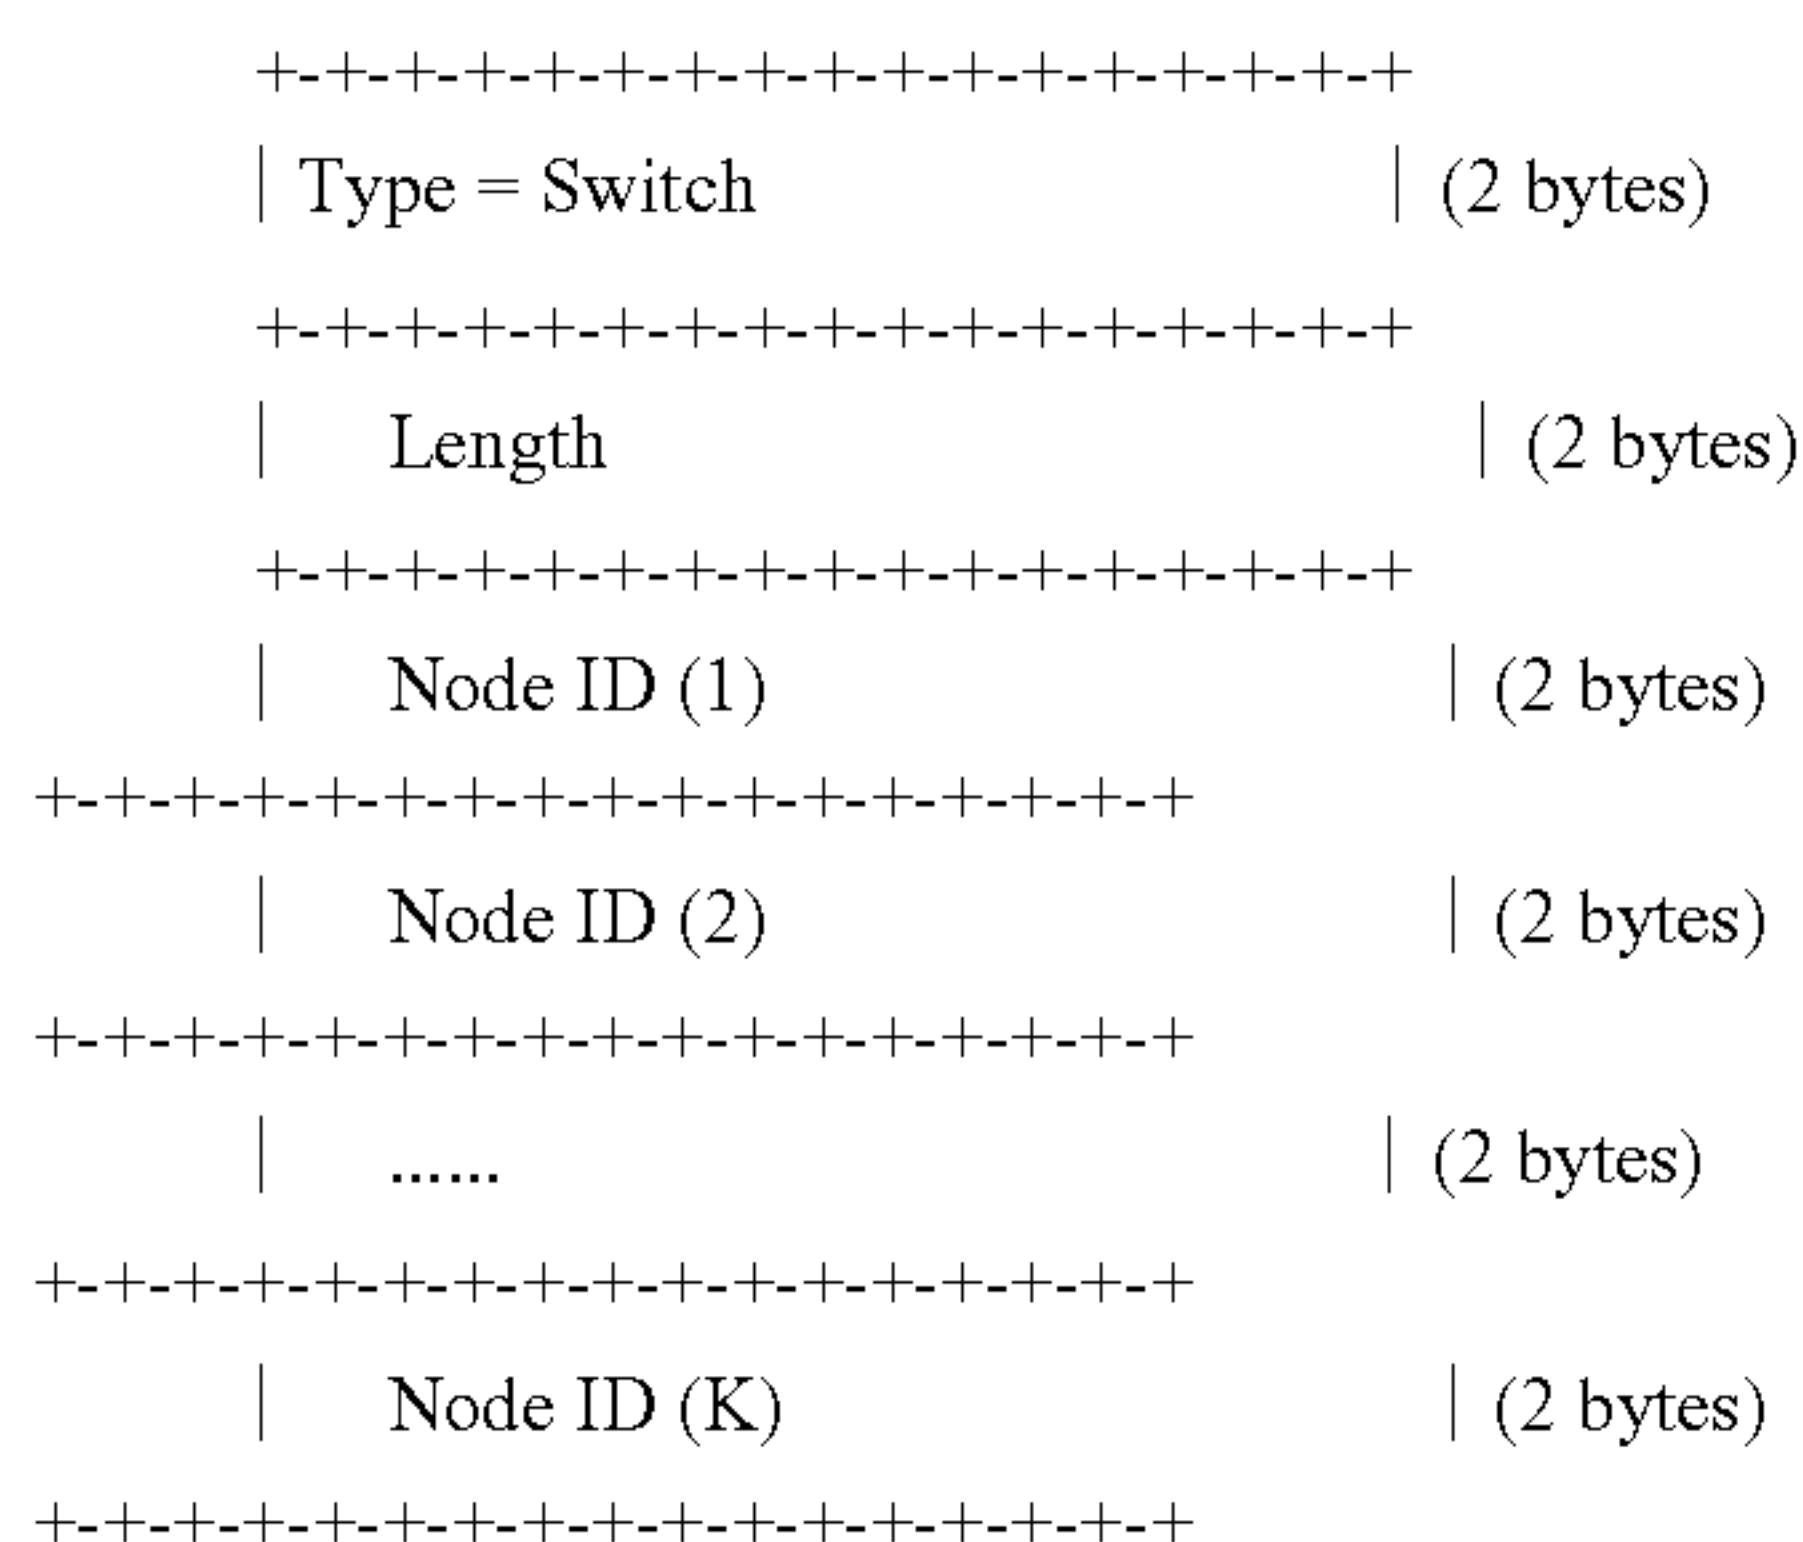 +-+-+-+-+-+-+-+-+-+-+-+-+-+-+-+-+
| Type = Switch | (2 bytes)
+-+-+-+-+-+-+-+-+-+-+-+-+-+-+-+-+
| Length | (2 bytes)
+-+-+-+-+-+-+-+-+-+-+-+-+-+-+-+-+
| Node ID (1) | (2 bytes)
+-+-+-+-+-+-+-+-+-+-+-+-+-+-+-+-+
| Node ID (2) | (2 bytes)
+-+-+-+-+-+-+-+-+-+-+-+-+-+-+-+-+
| ...... | (2 bytes)
+-+-+-+-+-+-+-+-+-+-+-+-+-+-+-+-+
| Node ID (K) | (2 bytes)
+-+-+-+-+-+-+-+-+-+-+-+-+-+-+-+-+